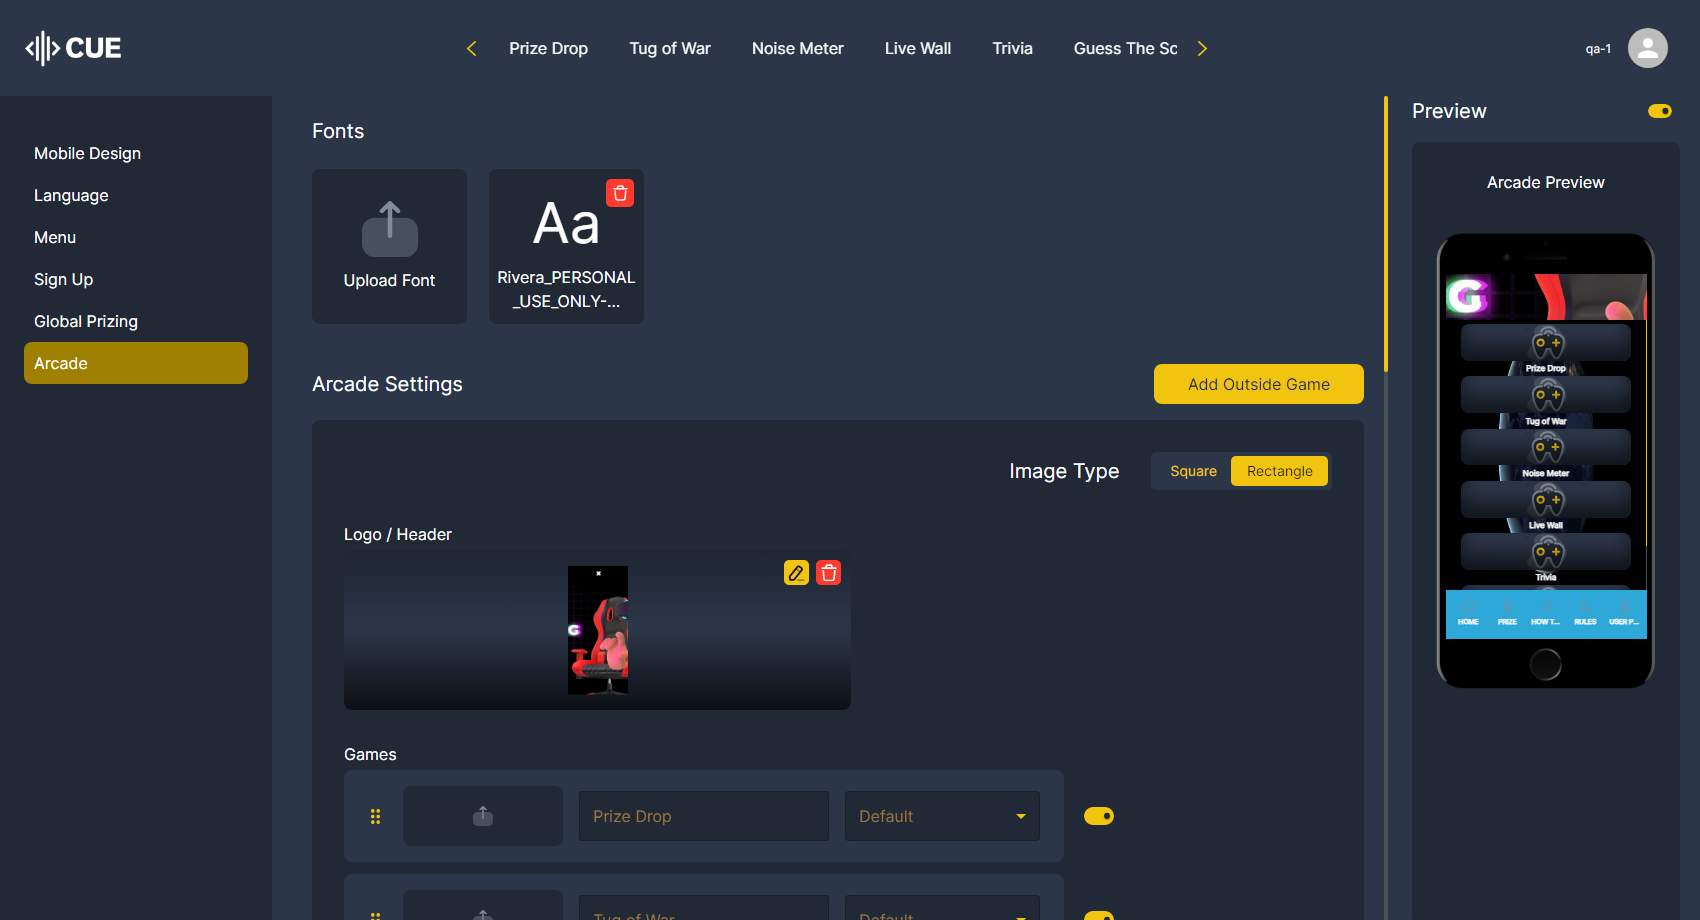 CUE
Prize Drop
Tug of War
Noise Meter
Live Wall
Trivia
Guess The Sc
qa-1
Mobile Design
Language
Menu
Sign Up
Global Prizing
Arcade
Fonts
Upload Font
Aa
Rivera_PERSONAL
_USE_ONLY-...
Arcade Settings
Add Outside Game
Image Type
Square
Rectangle
Logo / Header
G
Games
Prize Drop
Default
Tug of War
Default
Preview
Arcade Preview
G
Prize Drop
Tug of War
Noise Meter
Live Wall
Trivia
HOME
PRIZE
HOW T...
RULES
USER P...